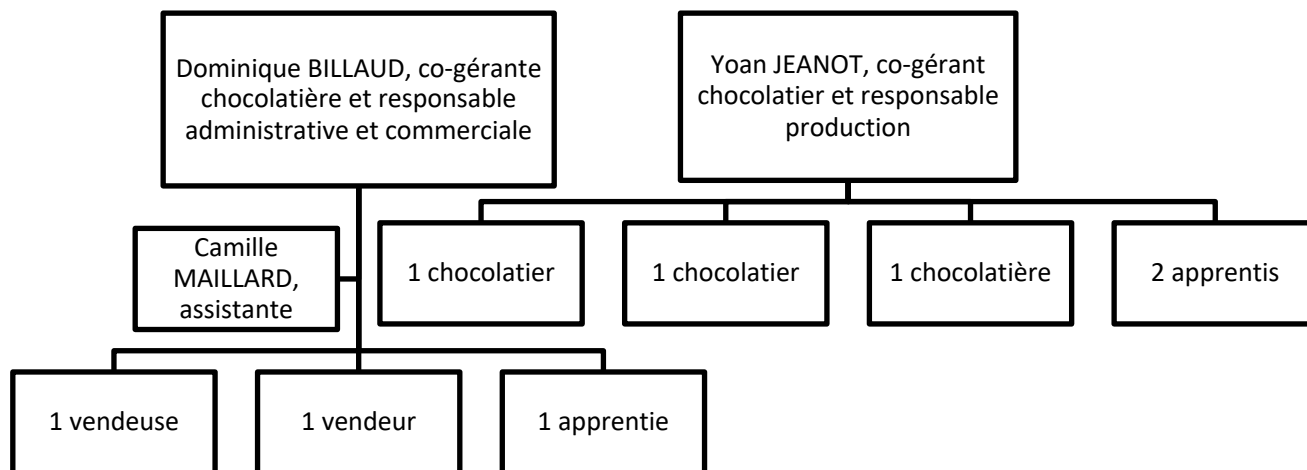 Dominique BILLAUD, co-gérante
chocolatière et responsable
administrative et commerciale
Yoan JEANOT, co-gérant
chocolatier et responsable
production
Camille
MAILLARD,
assistante
1 chocolatier
1 chocolatier
1 chocolatière
2 apprentis
1 vendeuse
1 vendeur
1 apprentie